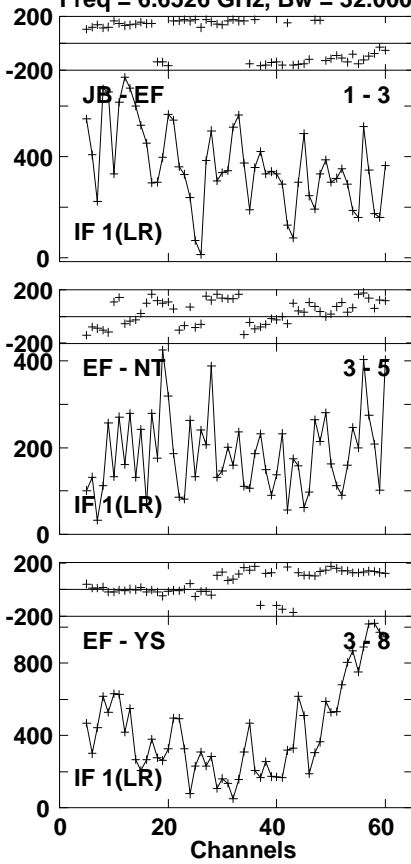 Freq = 6.6526 GHz, Bw = 32.000
200
-200
JB - EF 1 - 3
400
IF 1(LR)
0
200
-200
400
EF - NT 3 - 5
200
IF 1(LR)
0
200
-200
EF - YS 3 - 8
800
400
IF 1(LR)
0
0 20 40 60
Channels